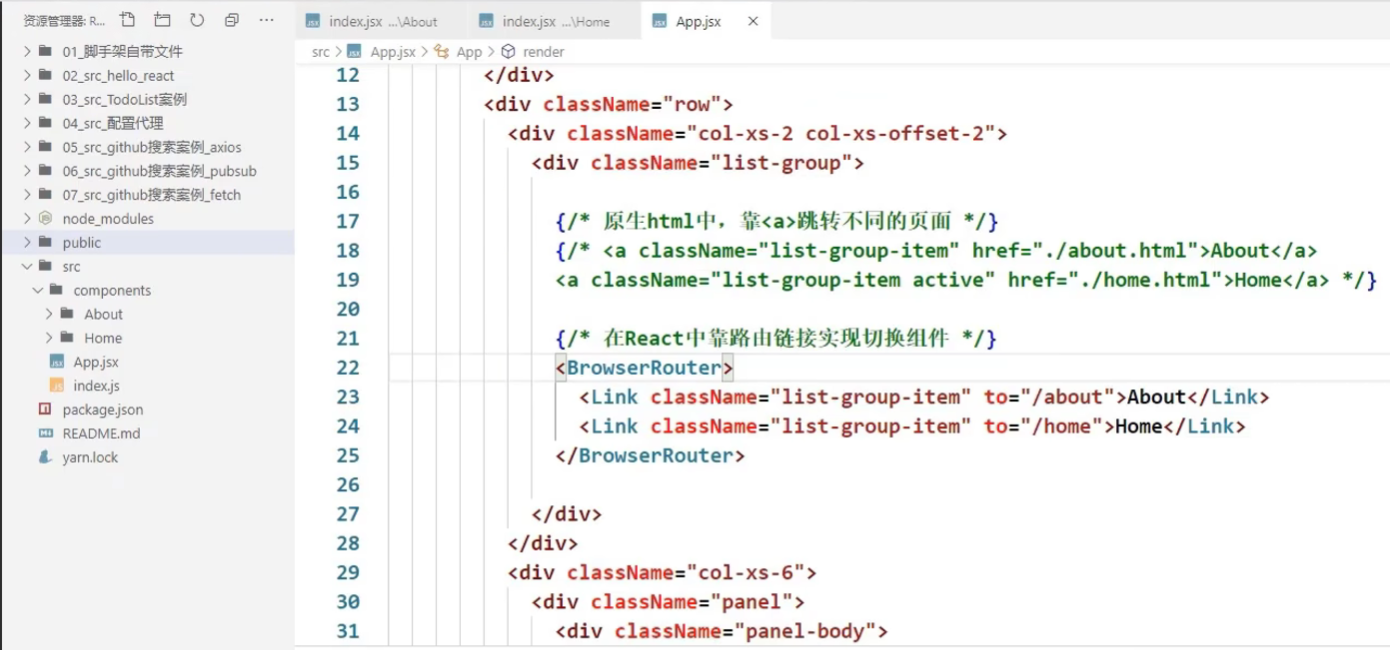 资源管理器: R...
01_脚手架自带文件
02_src_hello_react
03_src_TodoList案例
04_src_配置代理
05_src_github搜索案例_axios
06_src_github搜索案例_pubsub
07_src_github搜索案例_fetch
node_modules
public
src
components
About
Home
App.jsx
index.js
package.json
README.md
yarn.lock
index.jsx ...\About
index.jsx ...\Home
App.jsx
src > App.jsx > App > render
12 </div>
13 <div className="row">
14 <div className="col-xs-2 col-xs-offset-2">
15 <div className="list-group">
16
17 {/* 原生html中，靠<a>跳转不同的页面 */}
18 {/* <a className="list-group-item" href="./about.html">About</a>
19 <a className="list-group-item active" href="./home.html">Home</a> */}
20
21 {/* 在React中靠路由链接实现切换组件 */}
22 <BrowserRouter>
23 <Link className="list-group-item" to="/about">About</Link>
24 <Link className="list-group-item" to="/home">Home</Link>
25 </BrowserRouter>
26
27 </div>
28 </div>
29 <div className="col-xs-6">
30 <div className="panel">
31 <div className="panel-body">